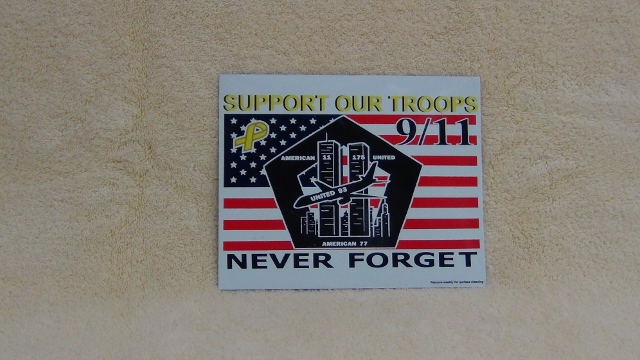 SUPPORT OUR TROOPS
9/11
AMERICAN 11 175 UNITED
UNITED 93
AMERICAN 77
NEVER FORGET